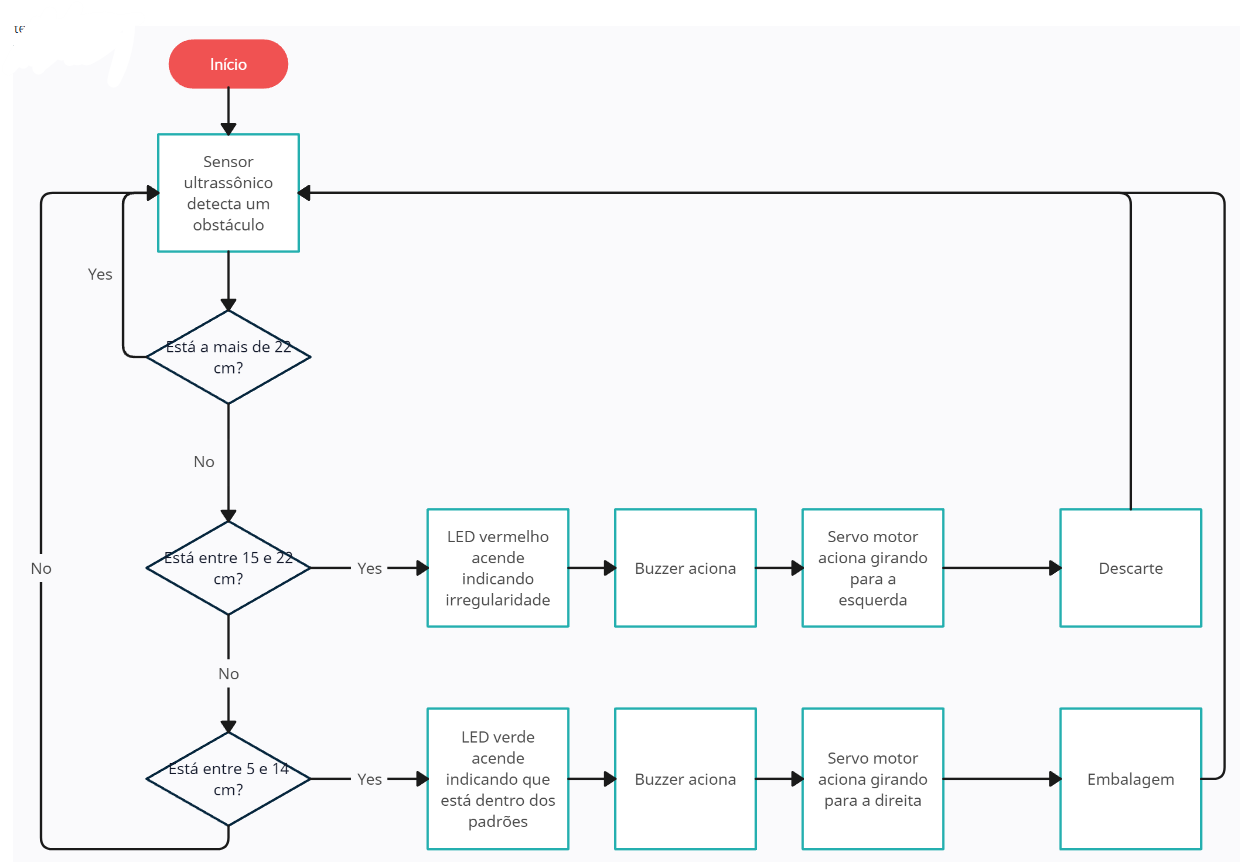 Início
Sensor
ultrassônico
detecta um
obstáculo
Yes
Está a mais de 22
cm?
No
Está entre 15 e 22
cm?
Yes
LED vermelho
acende
indicando
irregularidade
Buzzer aciona
Servo motor
aciona girando
para a
esquerda
Descarte
No
No
Está entre 5 e 14
cm?
Yes
LED verde
acende
indicando que
está dentro dos
padrões
Buzzer aciona
Servo motor
aciona girando
para a direita
Embalagem